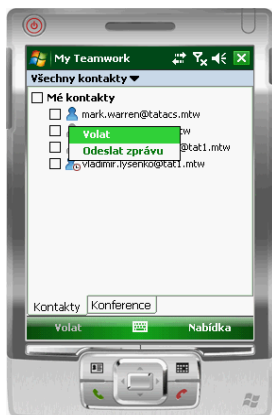 My Teamwork
Všechny kontakty
Mé kontakty
mark.warren@tatacs.mtw
tw
Volat
@tat1.mtw
Odeslat zprávu
vladimir.lysenko@tat1.mtw
Kontakty Konference
Volat Nabídka